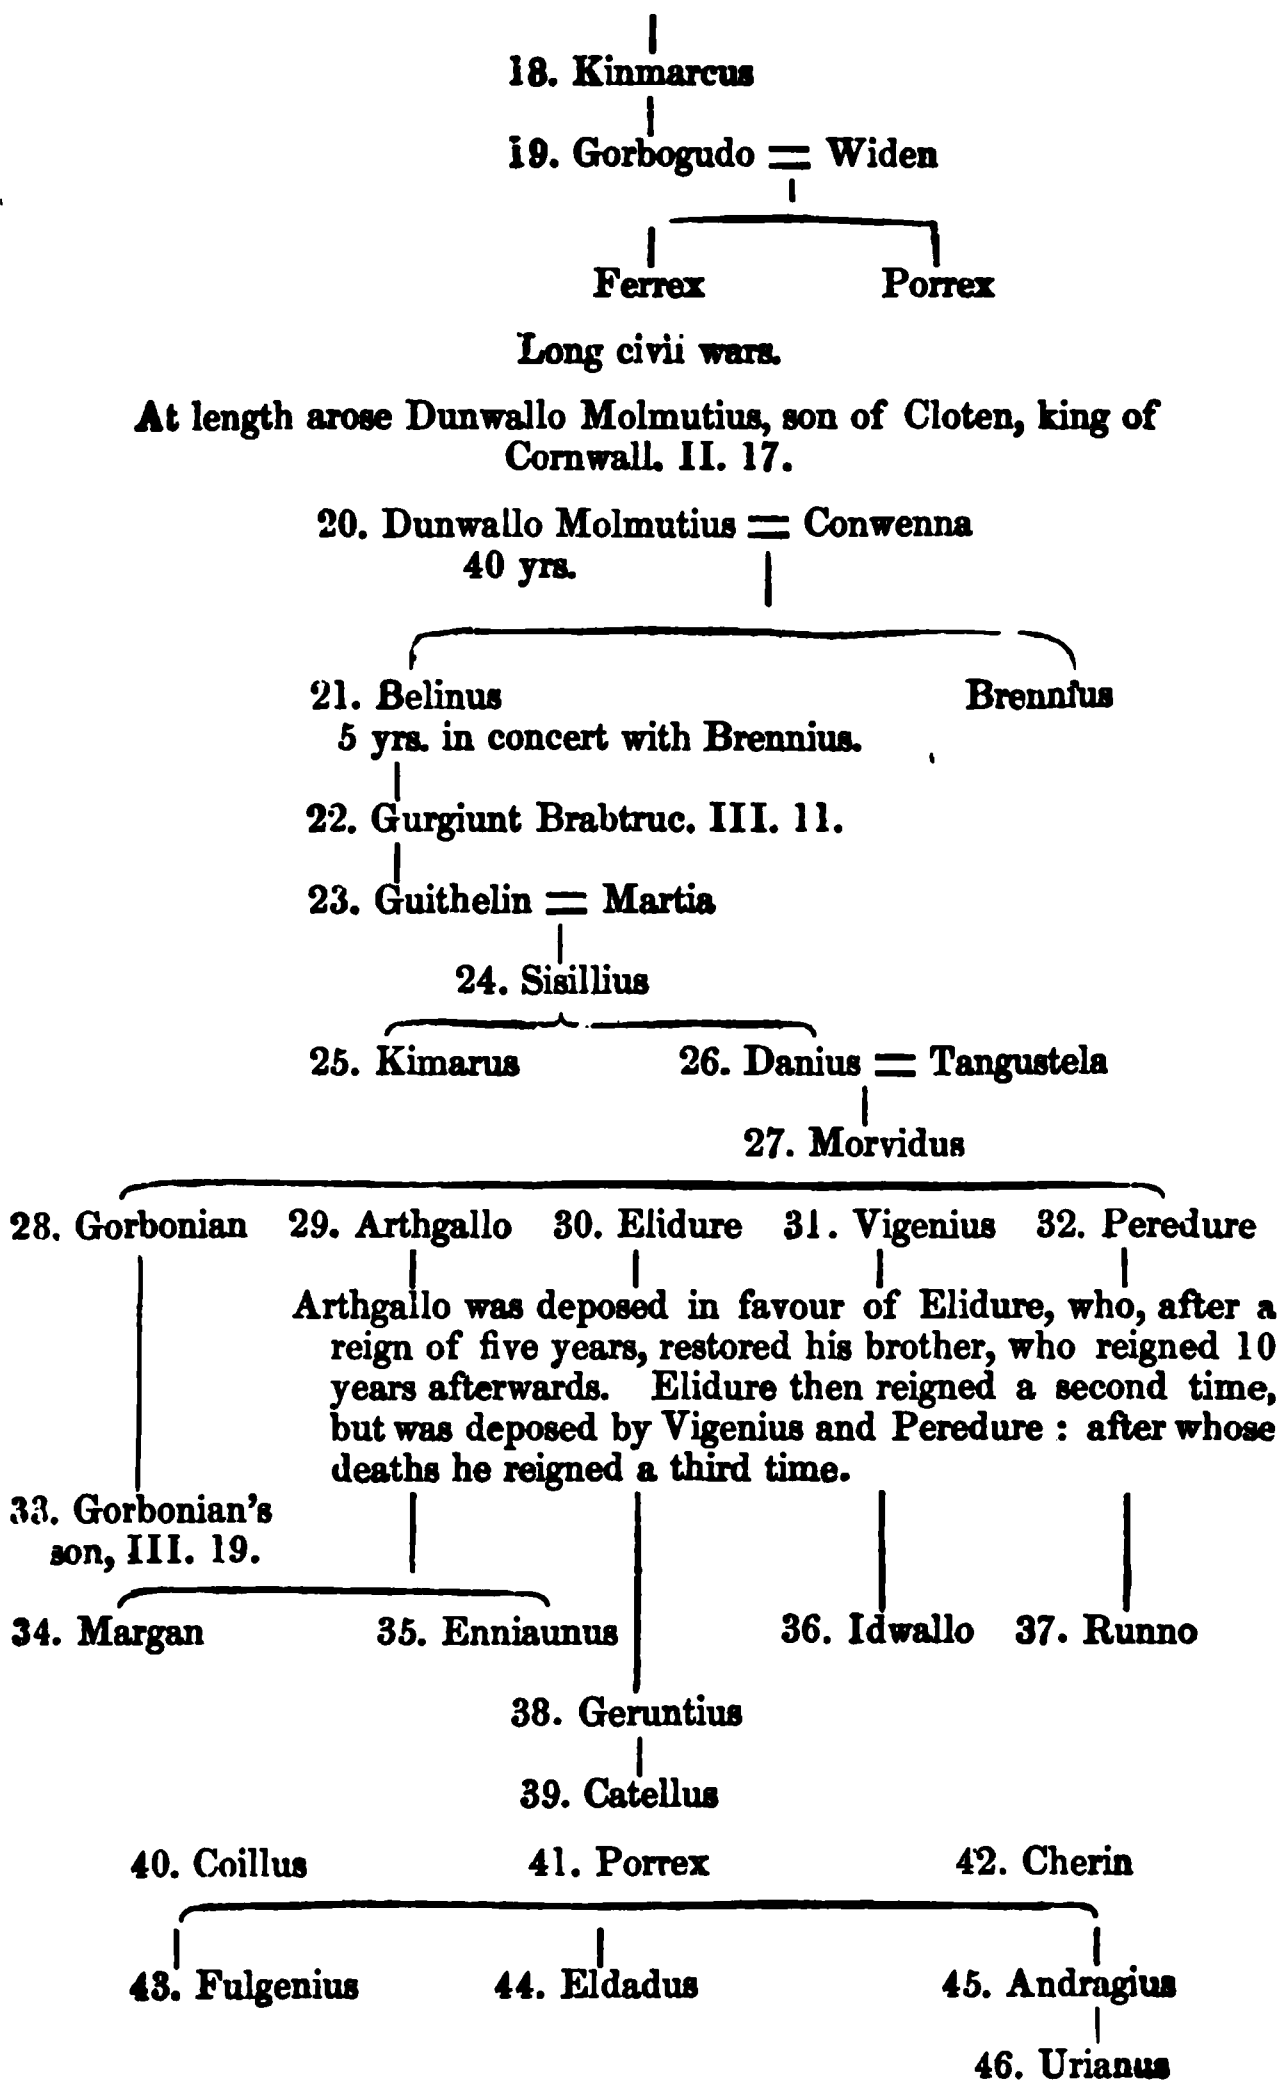 18. Kinmarcus
19. Gorbogudo = Widen
Ferrex Porrex
Long civil wars.
At length arose Dunwallo Molmutius, son of Cloten, king of
Cornwall. II. 17.
20. Dunwallo Molmutius = Conwenna
40 yrs.
21. Belinus Brennius
5 yrs. in concert with Brennius.
22. Gurgiunt Brabtruc. III. 11.
23. Guithelin = Martia
24. Sisillius
25. Kimarus 26. Danius = Tangustela
27. Morvidus
28. Gorbonian 29. Arthgallo 30. Elidure 31. Vigenius 32. Peredure
Arthgallo was deposed in favour of Elidure, who, after a
reign of five years, restored his brother, who reigned 10
years afterwards. Elidure then reigned a second time,
but was deposed by Vigenius and Peredure : after whose
deaths he reigned a third time.
33. Gorbonian's
son, III. 19.
34. Margan 35. Enniaunus 36. Idwallo 37. Runno
38. Geruntius
39. Catellus
40. Coillus 41. Porrex 42. Cherin
43. Fulgenius 44. Eldadus 45. Andragius
46. Urianus